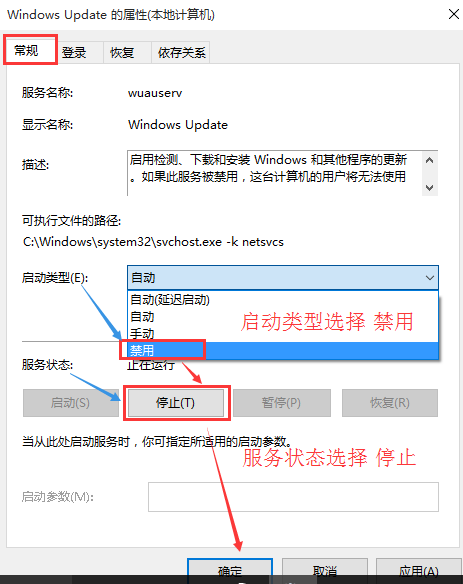 Windows Update 的属性(本地计算机)
常规 登录 恢复 依存关系
服务名称: wuauserv
显示名称: Windows Update
描述: 启用检测、下载和安装 Windows 和其他程序的更新
。如果此服务被禁用，这台计算机的用户将无法使用
可执行文件的路径:
C:\Windows\system32\svchost.exe -k netsvcs
启动类型(E): 自动
自动(延迟启动)
自动
手动
禁用
启动类型选择 禁用
服务状态: 正在运行
启动(S) 停止(T) 暂停(P) 恢复(R)
当从此处启动服务时，你可指定所适用的启动参数。
服务状态选择 停止
启动参数(M):
确定 取消 应用(A)